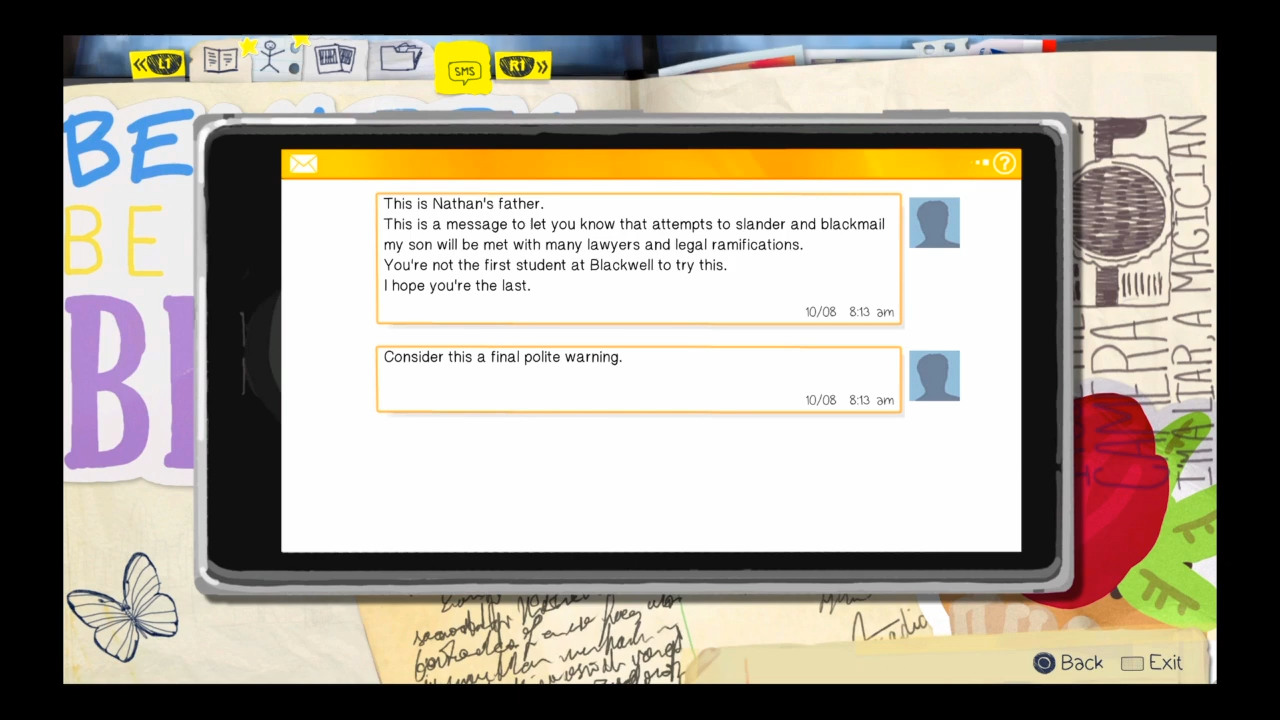 L1
SMS
R1
BE
BE
This is Nathan's father.
This is a message to let you know that attempts to slander and blackmail
my son will be met with many lawyers and legal ramifications.
You're not the first student at Blackwell to try this.
I hope you're the last.
10/08 8:13 am
Consider this a final polite warning.
10/08 8:13 am
CAMERA
I'M A LIAR, A MAGICIAN
Back
Exit